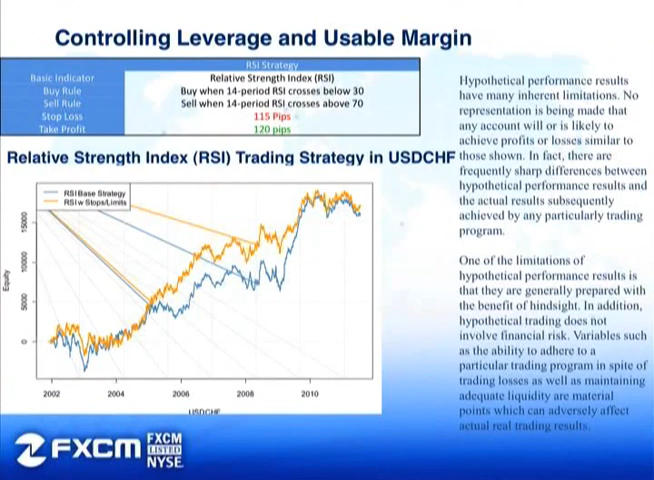 Controlling Leverage and Usable Margin
RSI Strategy
Basic Indicator Relative Strength Index (RSI)
Buy Rule Buy when 14-period RSI crosses below 30
Sell Rule Sell when 14-period RSI crosses above 70
Stop Loss 115 Pips
Take Profit 120 pips
Relative Strength Index (RSI) Trading Strategy in USDCHF
RSI Base Strategy
RSI w Stops/Limits
Equity
15000
10000
5000
0
2002 2004 2006 2008 2010
USDCHF
Hypothetical performance results
have many inherent limitations. No
representation is being made that
any account will or is likely to
achieve profits or losses similar to
those shown. In fact, there are
frequently sharp differences between
hypothetical performance results and
the actual results subsequently
achieved by any particularly trading
program.
One of the limitations of
hypothetical performance results is
that they are generally prepared with
the benefit of hindsight. In addition,
hypothetical trading does not
involve financial risk. Variables such
as the ability to adhere to a
particular trading program in spite of
trading losses as well as maintaining
adequate liquidity are material
points which can adversely affect
actual real trading results.
FXCM
FXCM
LISTED
NYSE